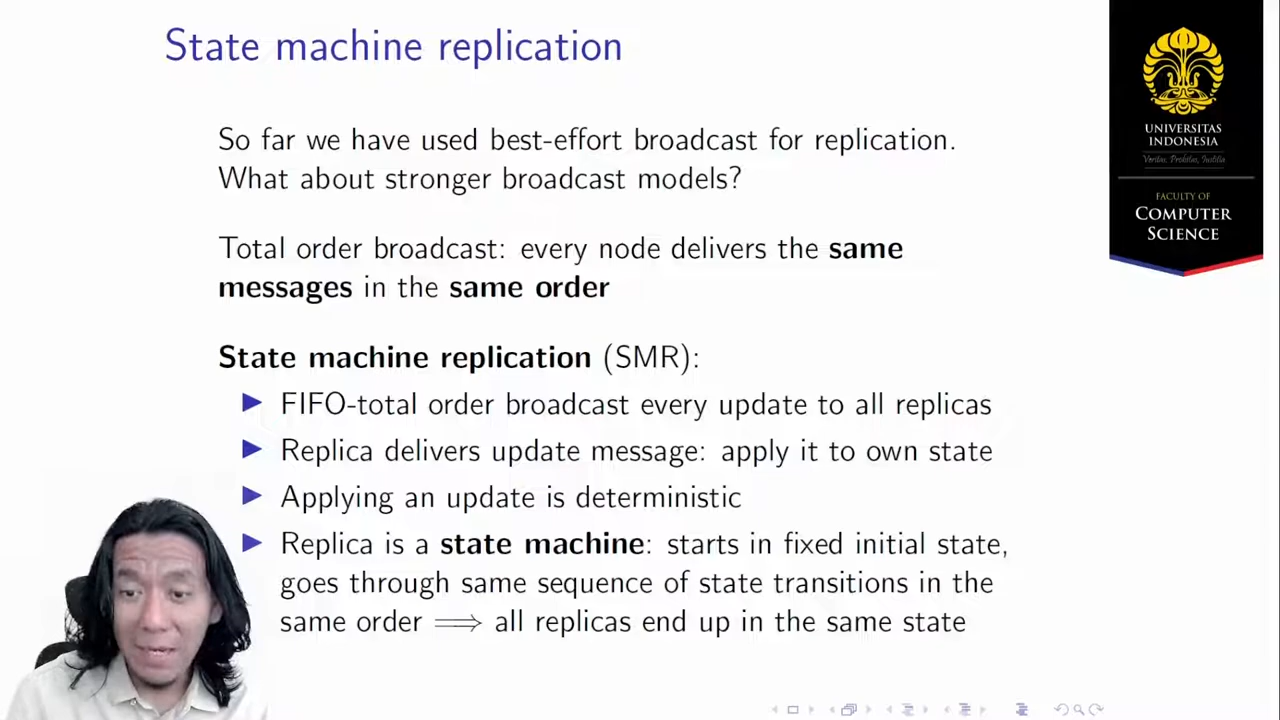 State machine replication
So far we have used best-effort broadcast for replication.
What about stronger broadcast models?
Total order broadcast: every node delivers the same
messages in the same order
State machine replication (SMR):
FIFO-total order broadcast every update to all replicas
Replica delivers update message: apply it to own state
Applying an update is deterministic
Replica is a state machine: starts in fixed initial state,
goes through same sequence of state transitions in the
same order ⟹ all replicas end up in the same state
UNIVERSITAS
INDONESIA
Veritas, Probitas, Iustitia
FACULTY OF
COMPUTER
SCIENCE